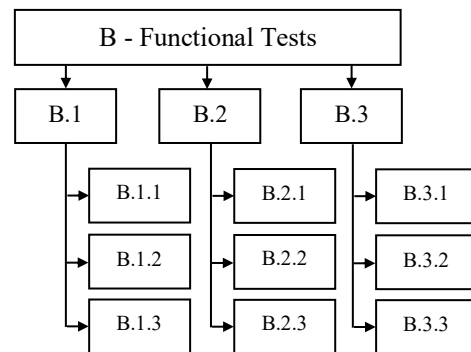 B - Functional Tests
B.1
B.2
B.3
B.1.1
B.2.1
B.3.1
B.1.2
B.2.2
B.3.2
B.1.3
B.2.3
B.3.3